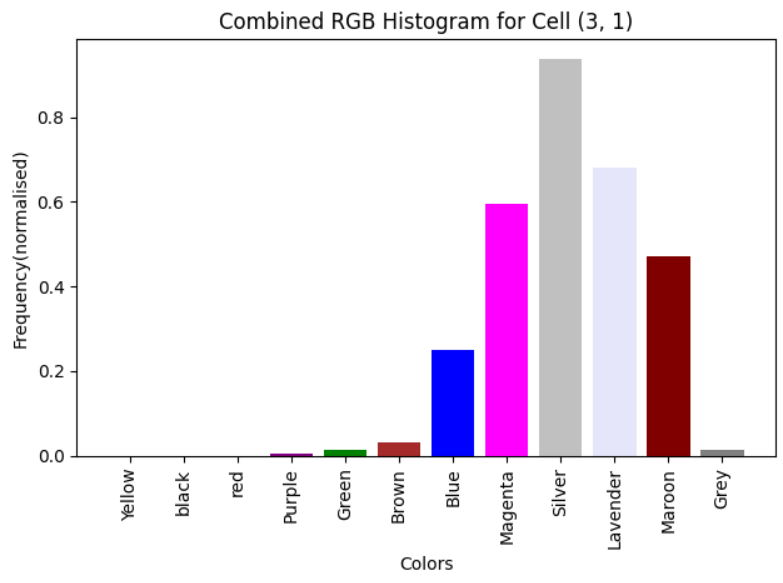 Combined RGB Histogram for Cell (3, 1)
Frequency(normalised)
0.8
0.6
0.4
0.2
0.0
Yellow
black
red
Purple
Green
Brown
Blue
Magenta
Silver
Lavender
Maroon
Grey
Colors